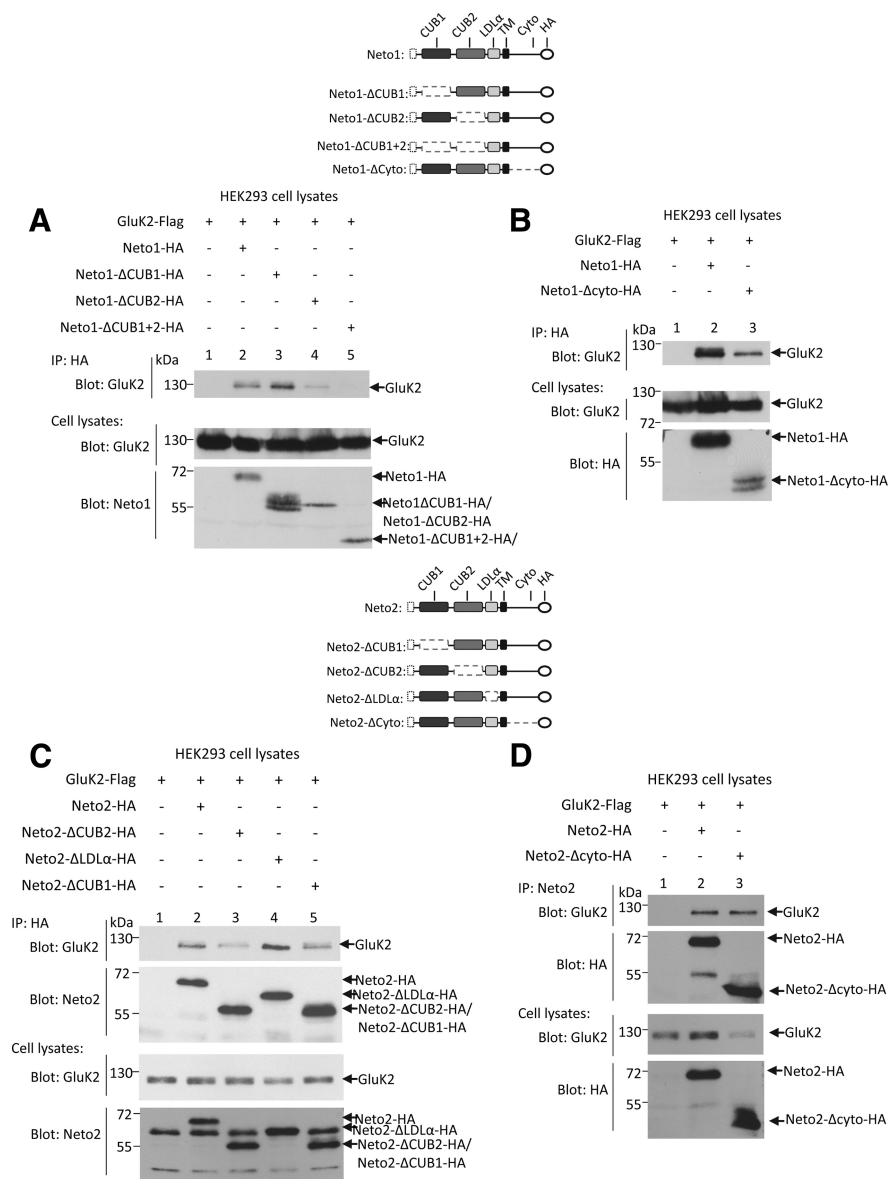 CUB1 CUB2 LDLα TM Cyto HA
Neto1:
Neto1-ΔCUB1:
Neto1-ΔCUB2:
Neto1-ΔCUB1+2:
Neto1-ΔCyto:
A
HEK293 cell lysates
GluK2-Flag + + + + +
Neto1-HA - + - - -
Neto1-ΔCUB1-HA - - + - -
Neto1-ΔCUB2-HA - - - + -
Neto1-ΔCUB1+2-HA - - - - +
IP: HA kDa 1 2 3 4 5
Blot: GluK2 130 GluK2
Cell lysates:
Blot: GluK2 130 GluK2
Blot: Neto1 72 55
Neto1-HA
Neto1ΔCUB1-HA/
Neto1-ΔCUB2-HA
Neto1-ΔCUB1+2-HA/
B
HEK293 cell lysates
GluK2-Flag + + +
Neto1-HA - + -
Neto1-Δcyto-HA - - +
IP: HA kDa 1 2 3
Blot: GluK2 130 GluK2
Cell lysates:
Blot: GluK2 130 GluK2
72
Blot: HA 55
Neto1-HA
Neto1-Δcyto-HA
CUB1 CUB2 LDLα TM Cyto HA
Neto2:
Neto2-ΔCUB1:
Neto2-ΔCUB2:
Neto2-ΔLDLα:
Neto2-ΔCyto:
C
HEK293 cell lysates
GluK2-Flag + + + + +
Neto2-HA - + - - -
Neto2-ΔCUB2-HA - - + - -
Neto2-ΔLDLα-HA - - - + -
Neto2-ΔCUB1-HA - - - - +
IP: HA kDa 1 2 3 4 5
Blot: GluK2 130 GluK2
Blot: Neto2 72 55
Neto2-HA
Neto2-ΔLDLα-HA
Neto2-ΔCUB2-HA/
Neto2-ΔCUB1-HA
Cell lysates:
Blot: GluK2 130 GluK2
Blot: Neto2 72 55
Neto2-HA
Neto2-ΔLDLα-HA
Neto2-ΔCUB2-HA/
Neto2-ΔCUB1-HA
D
HEK293 cell lysates
GluK2-Flag + + +
Neto2-HA - + -
Neto2-Δcyto-HA - - +
IP: Neto2 kDa 1 2 3
Blot: GluK2 130 GluK2
Blot: HA 72 55
Neto2-HA
Neto2-Δcyto-HA
Cell lysates:
Blot: GluK2 130 GluK2
Blot: HA 72 55
Neto2-HA
Neto2-Δcyto-HA